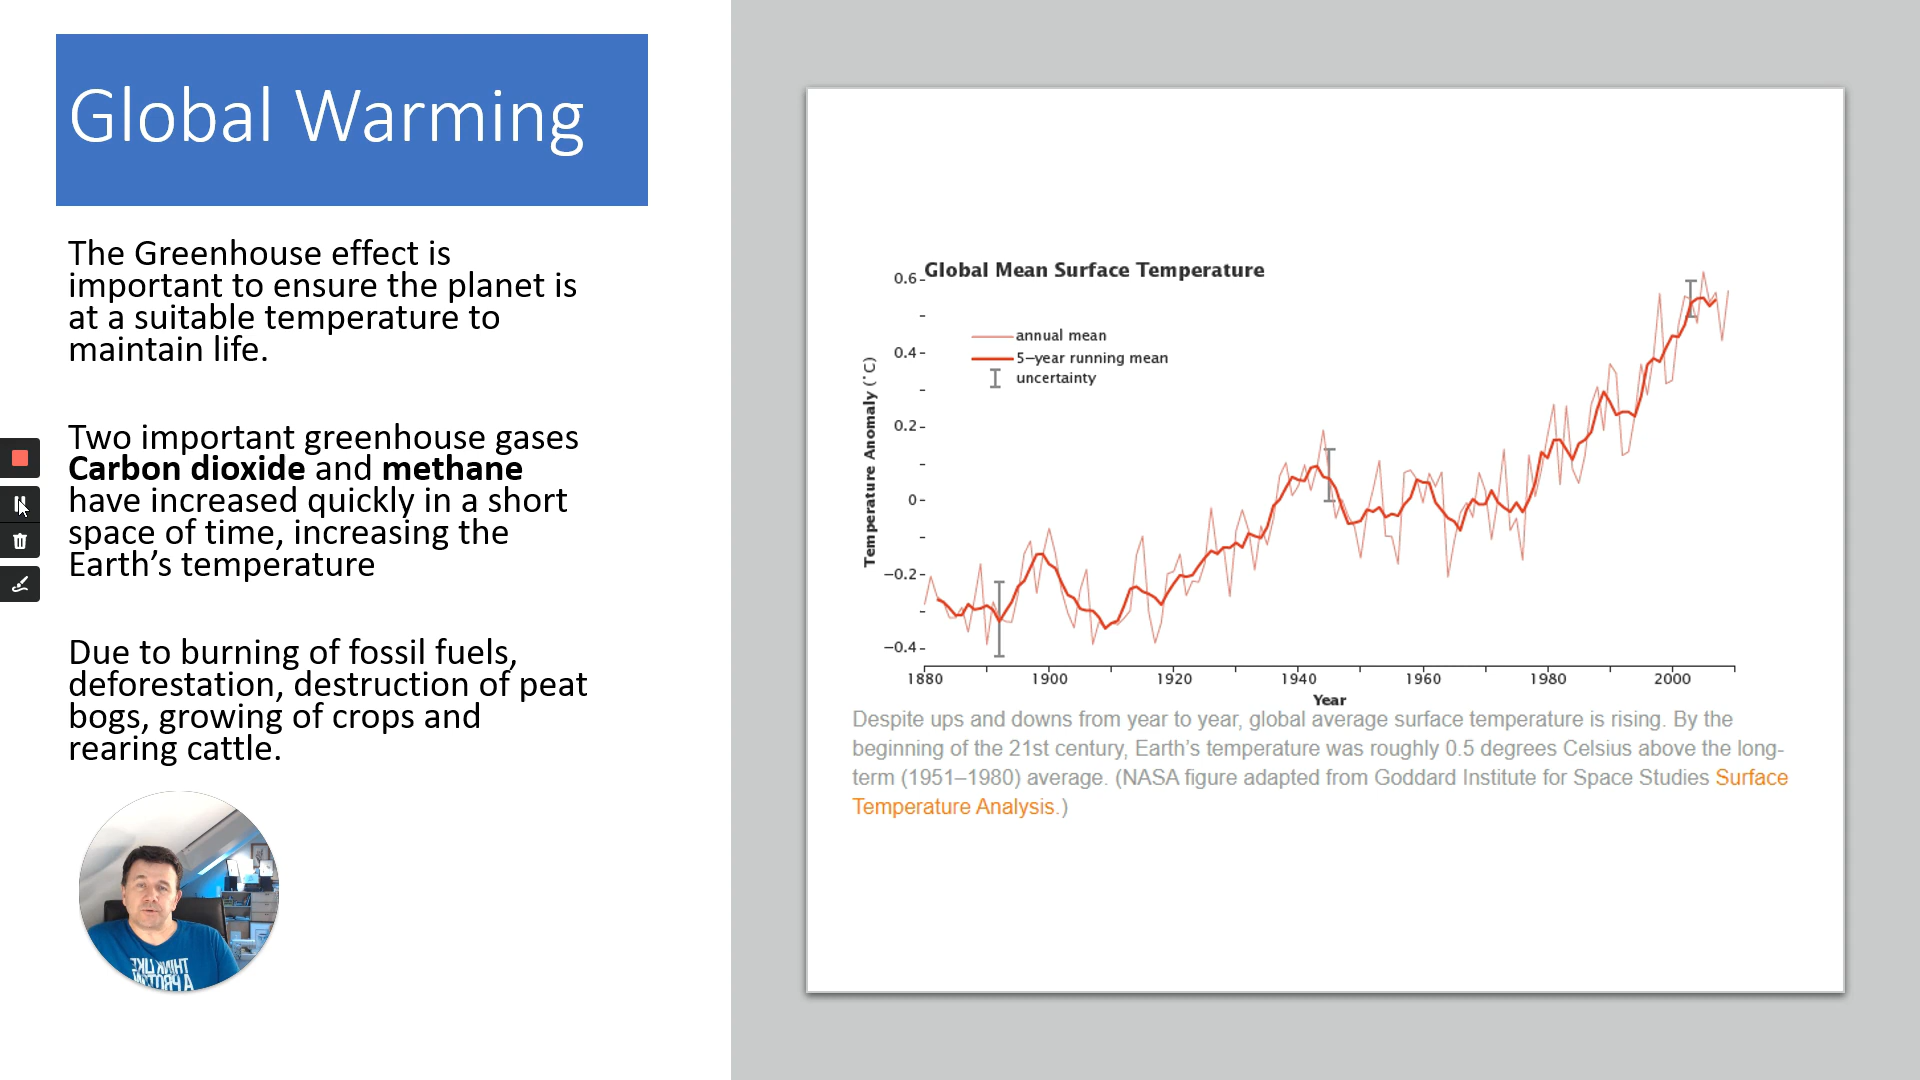 Global Warming
The Greenhouse effect is
important to ensure the planet is
at a suitable temperature to
maintain life.
Two important greenhouse gases
Carbon dioxide and methane
have increased quickly in a short
space of time, increasing the
Earth’s temperature
Due to burning of fossil fuels,
deforestation, destruction of peat
bogs, growing of crops and
rearing cattle.
THINK LIKE
A PROTON
Global Mean Surface Temperature
annual mean
5–year running mean
uncertainty
Temperature Anomaly (˚C)
0.6
0.4
0.2
0
−0.2
−0.4
1880 1900 1920 1940 1960 1980 2000
Year
Despite ups and downs from year to year, global average surface temperature is rising. By the
beginning of the 21st century, Earth’s temperature was roughly 0.5 degrees Celsius above the long-
term (1951–1980) average. (NASA figure adapted from Goddard Institute for Space Studies Surface
Temperature Analysis.)